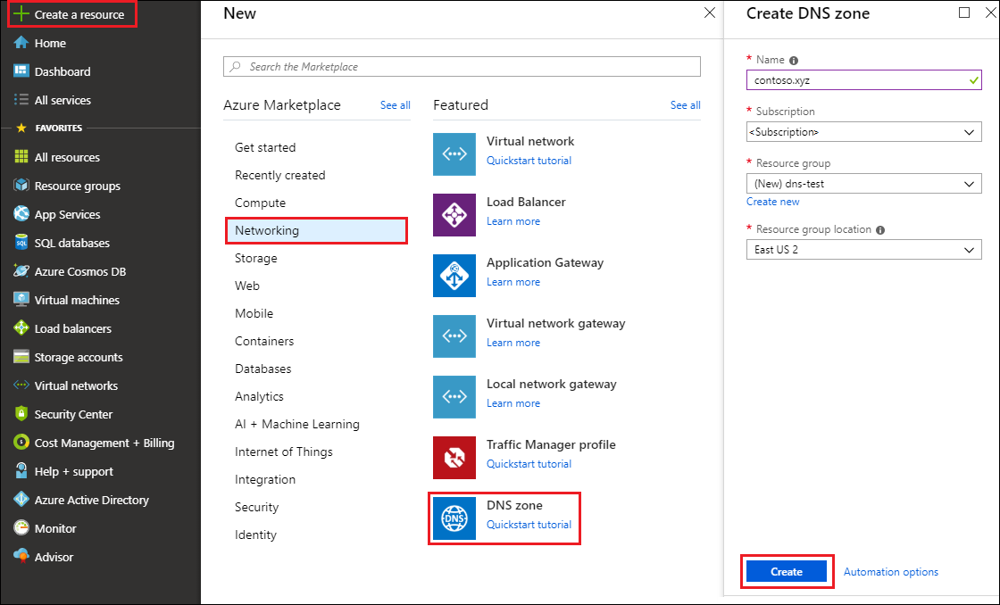 Create a resource
Home
Dashboard
All services
FAVORITES
All resources
Resource groups
App Services
SQL
SQL databases
Azure Cosmos DB
Virtual machines
Load balancers
Storage accounts
Virtual networks
Security Center
Cost Management + Billing
Help + support
Azure Active Directory
Monitor
Advisor
New
Search the Marketplace
Azure Marketplace
See all
Get started
Recently created
Compute
Networking
Storage
Web
Mobile
Containers
Databases
Analytics
AI + Machine Learning
Internet of Things
Integration
Security
Identity
Featured
See all
Virtual network
Quickstart tutorial
Load Balancer
Learn more
Application Gateway
Learn more
Virtual network gateway
Learn more
Local network gateway
Learn more
Traffic Manager profile
Quickstart tutorial
DNS
DNS zone
Quickstart tutorial
Create DNS zone
* Name
contoso.xyz
* Subscription
<Subscription>
* Resource group
(New) dns-test
Create new
* Resource group location
East US 2
Create
Automation options